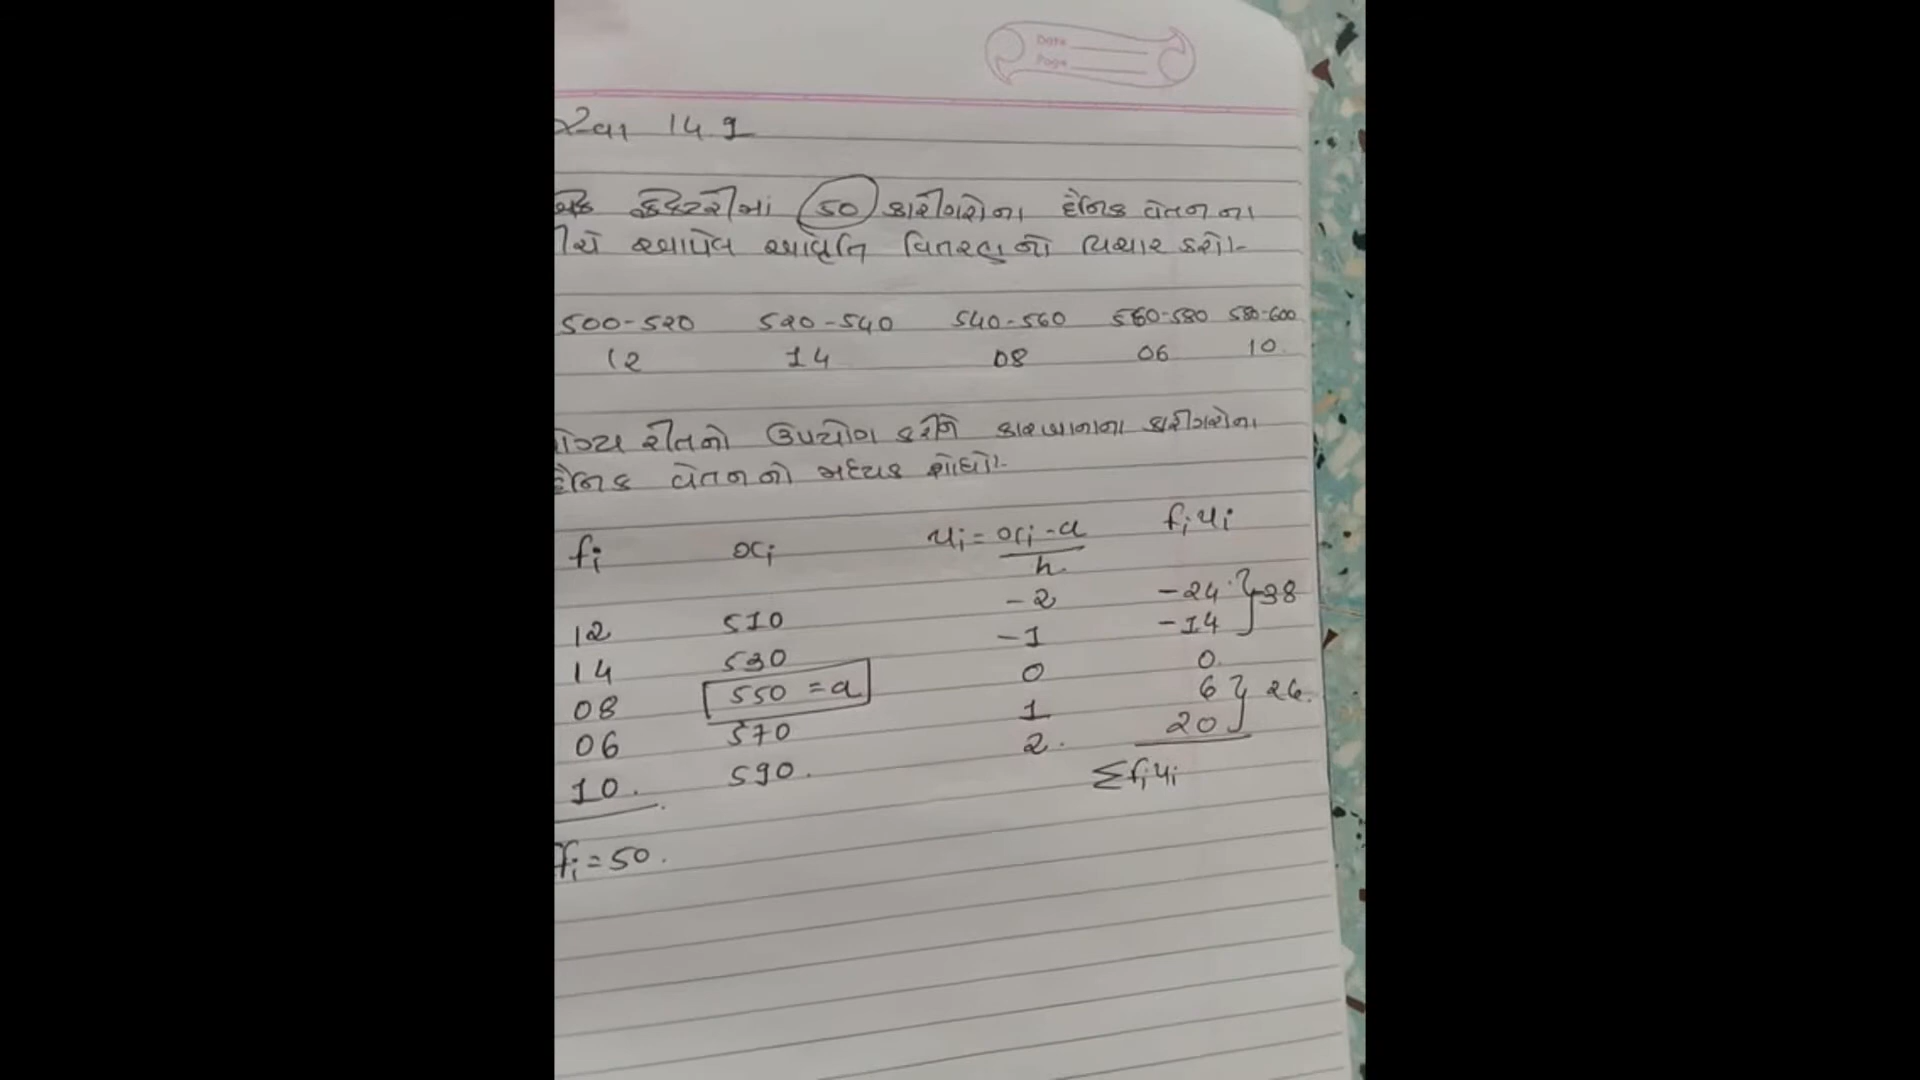 Date
Page
14 9
ફેક્ટરીમાં 50 કારીગરોના દૈનિક વેતનના
આપેલ આવૃત્તિ વિતરણનો વિચાર કરો:-
500-520 520-540 540-560 560-580 580-600
12 14 08 06 10
રીતનો ઉપયોગ કરીને કારખાનાના કારીગરોના
દૈનિક વેતનનો મધ્યક શોધો:-
fi xi ui = xi - a / h fiui
12 510 -2 -24 } -38
14 530 -1 -14
08 550 = a 0 0
06 570 1 6 } 26
10. 590. 2. 20
Σfiui
fi = 50.